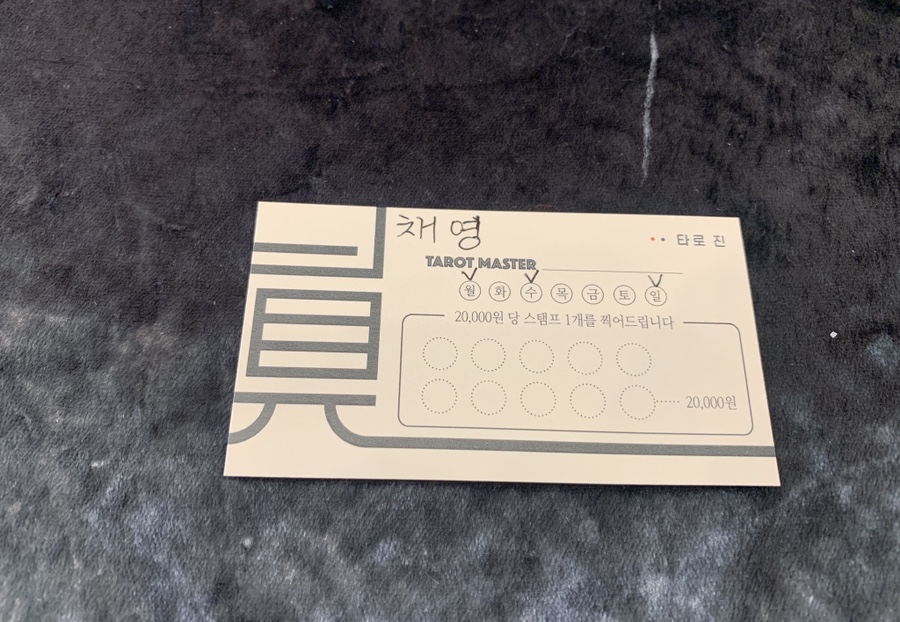 채영
타로 진
TAROT MASTER
월 화 수 목 금 토 일
20,000원 당 스탬프 1개를 찍어드립니다
20,000원